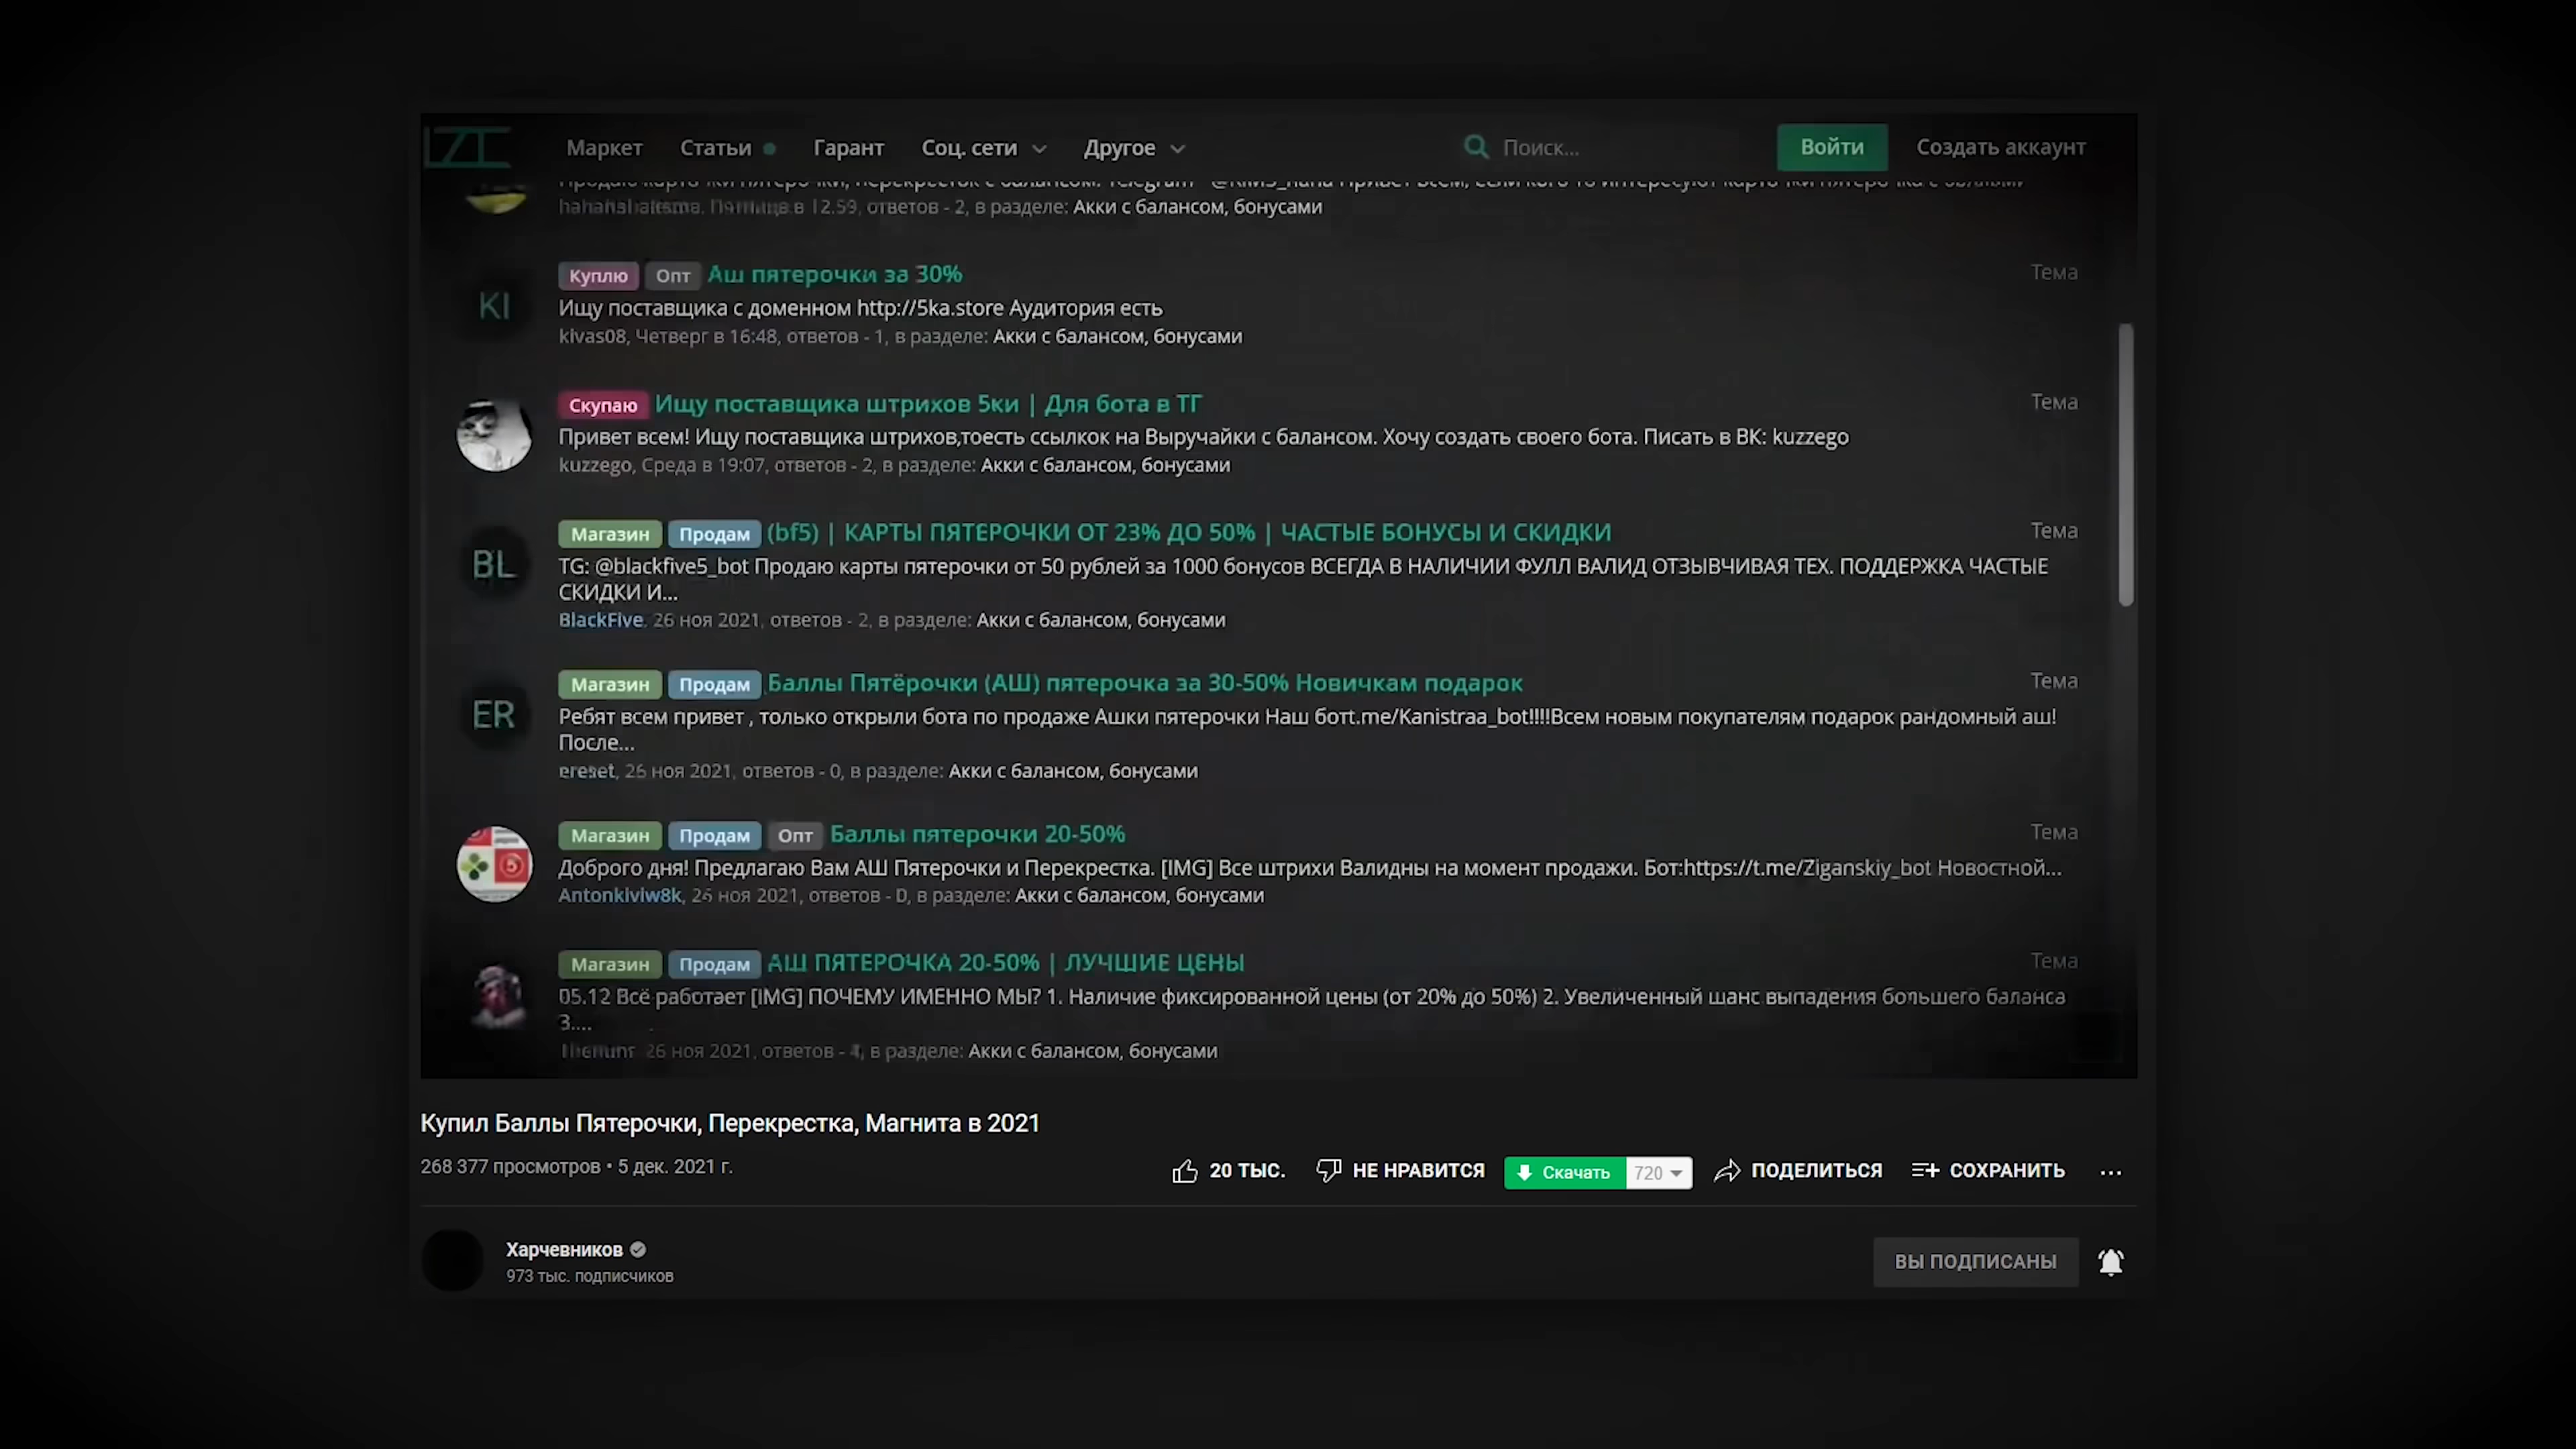 LZT
Маркет Статьи Гарант Соц. сети Другое Поиск... Войти Создать аккаунт
Пятница в 12:59, ответов - 2, в разделе: Акки с балансом, бонусами
KI
Куплю Опт Аш пятерочки за 30% Тема
Ищу поставщика с доменном http://5ka.store Аудитория есть
kivas08, Четверг в 16:48, ответов - 1, в разделе: Акки с балансом, бонусами
Скупаю Ищу поставщика штрихов 5ки | Для бота в ТГ Тема
Привет всем! Ищу поставщика штрихов,тоесть ссылкок на Выручайки с балансом. Хочу создать своего бота. Писать в ВК: kuzzego
kuzzego, Среда в 19:07, ответов - 2, в разделе: Акки с балансом, бонусами
BL
Магазин Продам (bf5) | КАРТЫ ПЯТЕРОЧКИ ОТ 23% ДО 50% | ЧАСТЫЕ БОНУСЫ И СКИДКИ Тема
TG: @blackfive5_bot Продаю карты пятерочки от 50 рублей за 1000 бонусов ВСЕГДА В НАЛИЧИИ ФУЛЛ ВАЛИД ОТЗЫВЧИВАЯ ТЕХ. ПОДДЕРЖКА ЧАСТЫЕ
СКИДКИ И...
BlackFive, 26 ноя 2021, ответов - 2, в разделе: Акки с балансом, бонусами
ER
Магазин Продам Баллы Пятёрочки (АШ) пятерочка за 30-50% Новичкам подарок Тема
Ребят всем привет , только открыли бота по продаже Ашки пятерочки Наш ботt.me/Kanistraa_bot!!!!Всем новым покупателям подарок рандомный аш!
После...
ereset, 26 ноя 2021, ответов - 0, в разделе: Акки с балансом, бонусами
Магазин Продам Опт Баллы пятерочки 20-50% Тема
Доброго дня! Предлагаю Вам АШ Пятерочки и Перекрестка. [IMG] Все штрихи Валидны на момент продажи. Бот:https://t.me/Ziganskiy_bot Новостной...
Antonkiviw8k, 26 ноя 2021, ответов - 0, в разделе: Акки с балансом, бонусами
Магазин Продам АШ ПЯТЕРОЧКА 20-50% | ЛУЧШИЕ ЦЕНЫ Тема
05.12 Всё работает [IMG] ПОЧЕМУ ИМЕННО МЫ? 1. Наличие фиксированной цены (от 20% до 50%) 2. Увеличенный шанс выпадения большего баланса
3....
26 ноя 2021, ответов - 4, в разделе: Акки с балансом, бонусами
Купил Баллы Пятерочки, Перекрестка, Магнита в 2021
268 377 просмотров • 5 дек. 2021 г.
20 ТЫС. НЕ НРАВИТСЯ Скачать 720 ПОДЕЛИТЬСЯ СОХРАНИТЬ ...
Харчевников
973 тыс. подписчиков
ВЫ ПОДПИСАНЫ